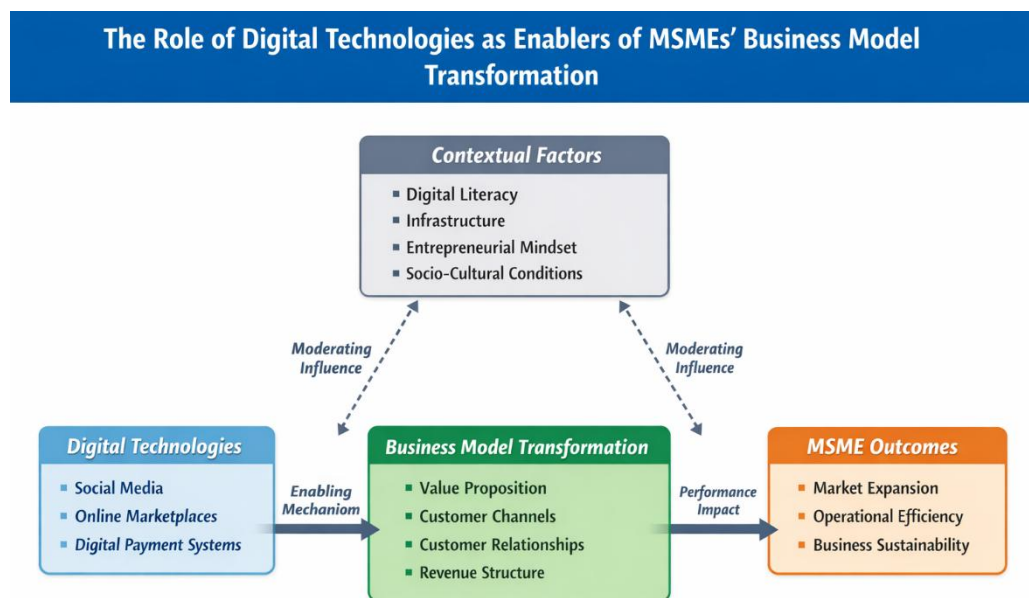 The Role of Digital Technologies as Enablers of MSMEs' Business Model
Transformation
Contextual Factors
▪ Digital Literacy
▪ Infrastructure
▪ Entrepreneurial Mindset
▪ Socio-Cultural Conditions
Moderating
Influence
Moderating
Influence
Digital Technologies
▪ Social Media
▪ Online Marketplaces
▪ Digital Payment Systems
Enabling
Mechaniom
Business Model Transformation
▪ Value Proposition
▪ Customer Channels
▪ Customer Relationships
▪ Revenue Structure
Performance
Impact
MSME Outcomes
▪ Market Expansion
▪ Operational Efficiency
▪ Business Sustainability